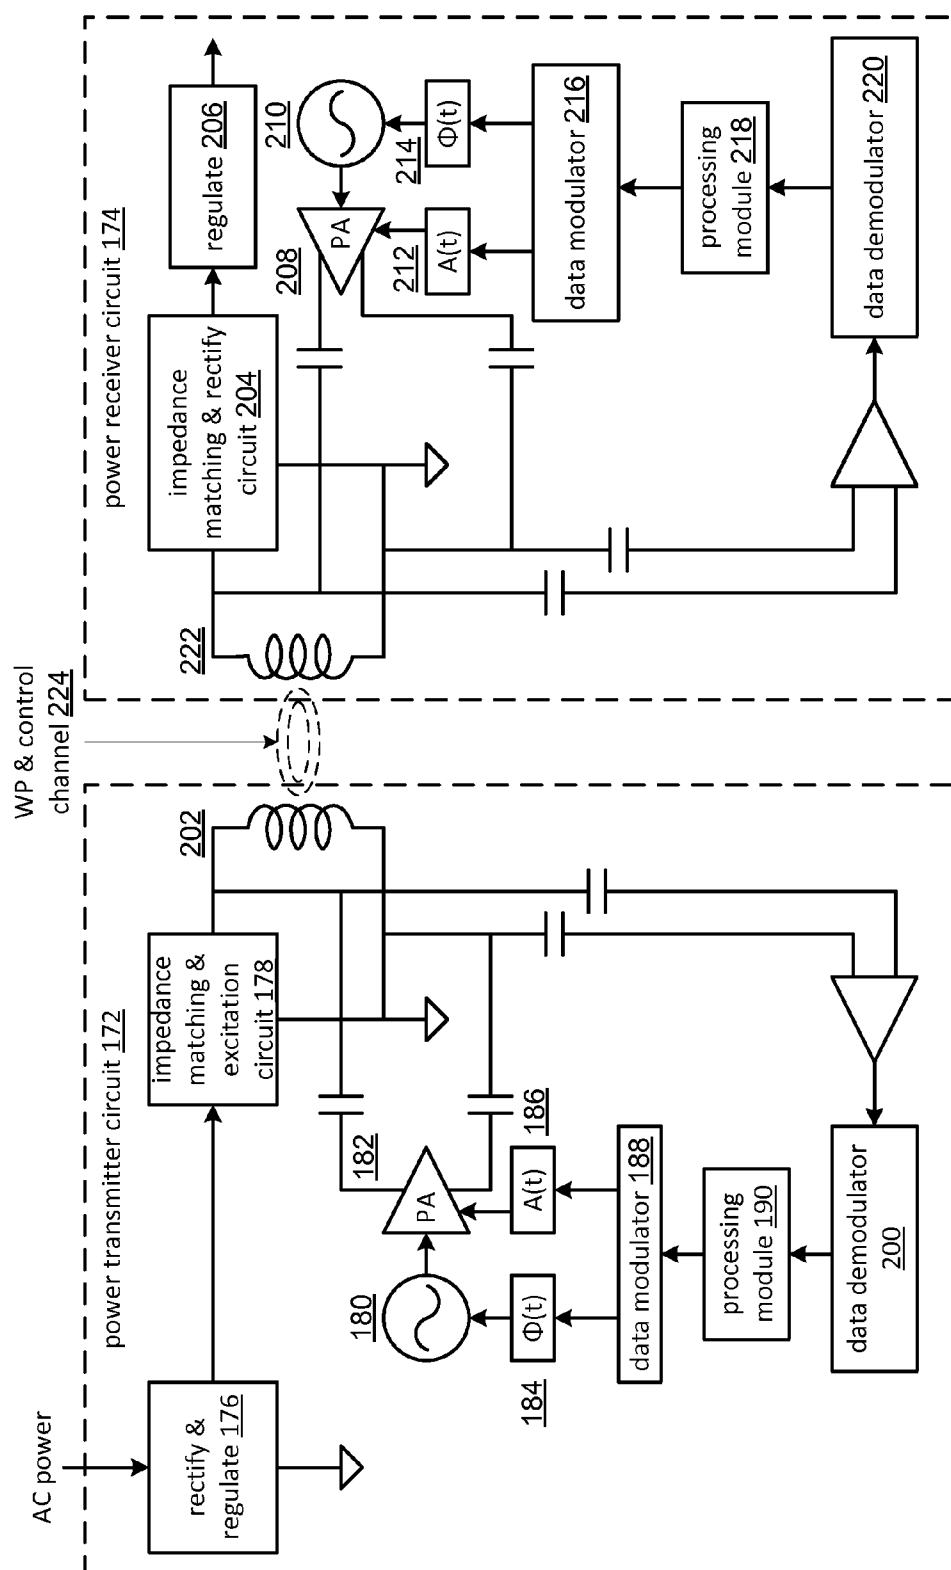 AC power
WP & control
channel 224
power transmitter circuit 172
rectify &
regulate 176
impedance
matching &
excitation
circuit 178
202
182
PA
186
180
A(t)
Φ(t)
184
data modulator 188
processing
module 190
data demodulator
200
power receiver circuit 174
impedance
matching & rectify
circuit 204
regulate 206
222
208
PA
210
212
A(t)
214
Φ(t)
data modulator 216
processing
module 218
data demodulator 220